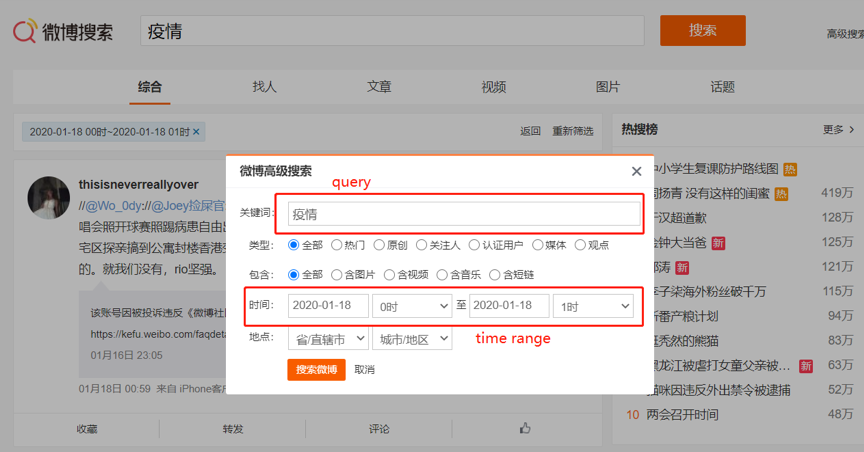 微博搜索
疫情
搜索
高级搜索
综合
找人
文章
视频
图片
话题
2020-01-18 00时~2020-01-18 01时 ×
返回
重新筛选
热搜榜
更多 >
微博高级搜索
×
query
关键词:
疫情
类型:
全部 热门 原创 关注人 认证用户 媒体 观点
包含:
全部 含图片 含视频 含音乐 含短链
时间:
2020-01-18 0时 至 2020-01-18 1时
time range
地点:
省/直辖市 城市/地区
搜索微博 取消
thisisneverreallyover
//@Wo_0dy://@Joey捡屎官
唱会照开球赛照踢病患自由出
宅区探亲搞到公寓封楼香港
的。就我们没有,rio坚强。
该账号因被投诉违反《微博社
https://kefu.weibo.com/faqdeta
01月16日 23:05
01月18日 00:59 来自 iPhone客户
收藏
转发
评论
中小学生复课防护路线图 热
周扬青 没有这样的闺蜜 热 419万
汉超道歉 128万
钟大当爸 新 125万
涛 新 121万
子柒海外粉丝破千万 115万
番产粮计划 94万
秃然的熊猫 83万
龙江被虐打女童父亲被... 新 63万
猫咪因违反外出禁令被逮捕 52万
10 两会召开时间 48万